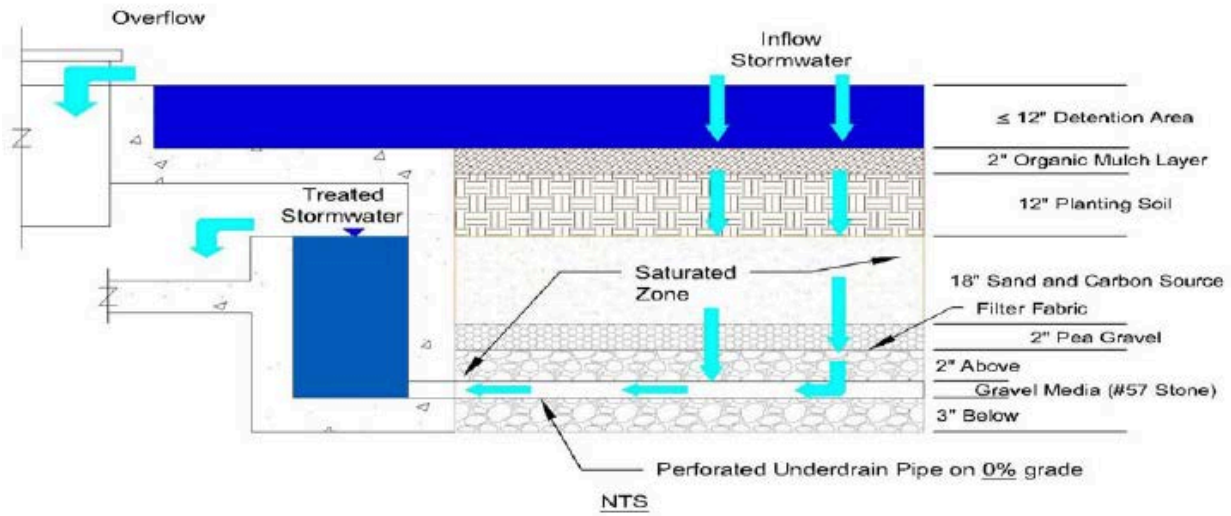 Overflow
Inflow
Stormwater
≤ 12" Detention Area
2" Organic Mulch Layer
Treated
Stormwater
12" Planting Soil
Saturated
Zone
18" Sand and Carbon Source
Filter Fabric
2" Pea Gravel
2" Above
Gravel Media (#57 Stone)
3" Below
Perforated Underdrain Pipe on 0% grade
NTS